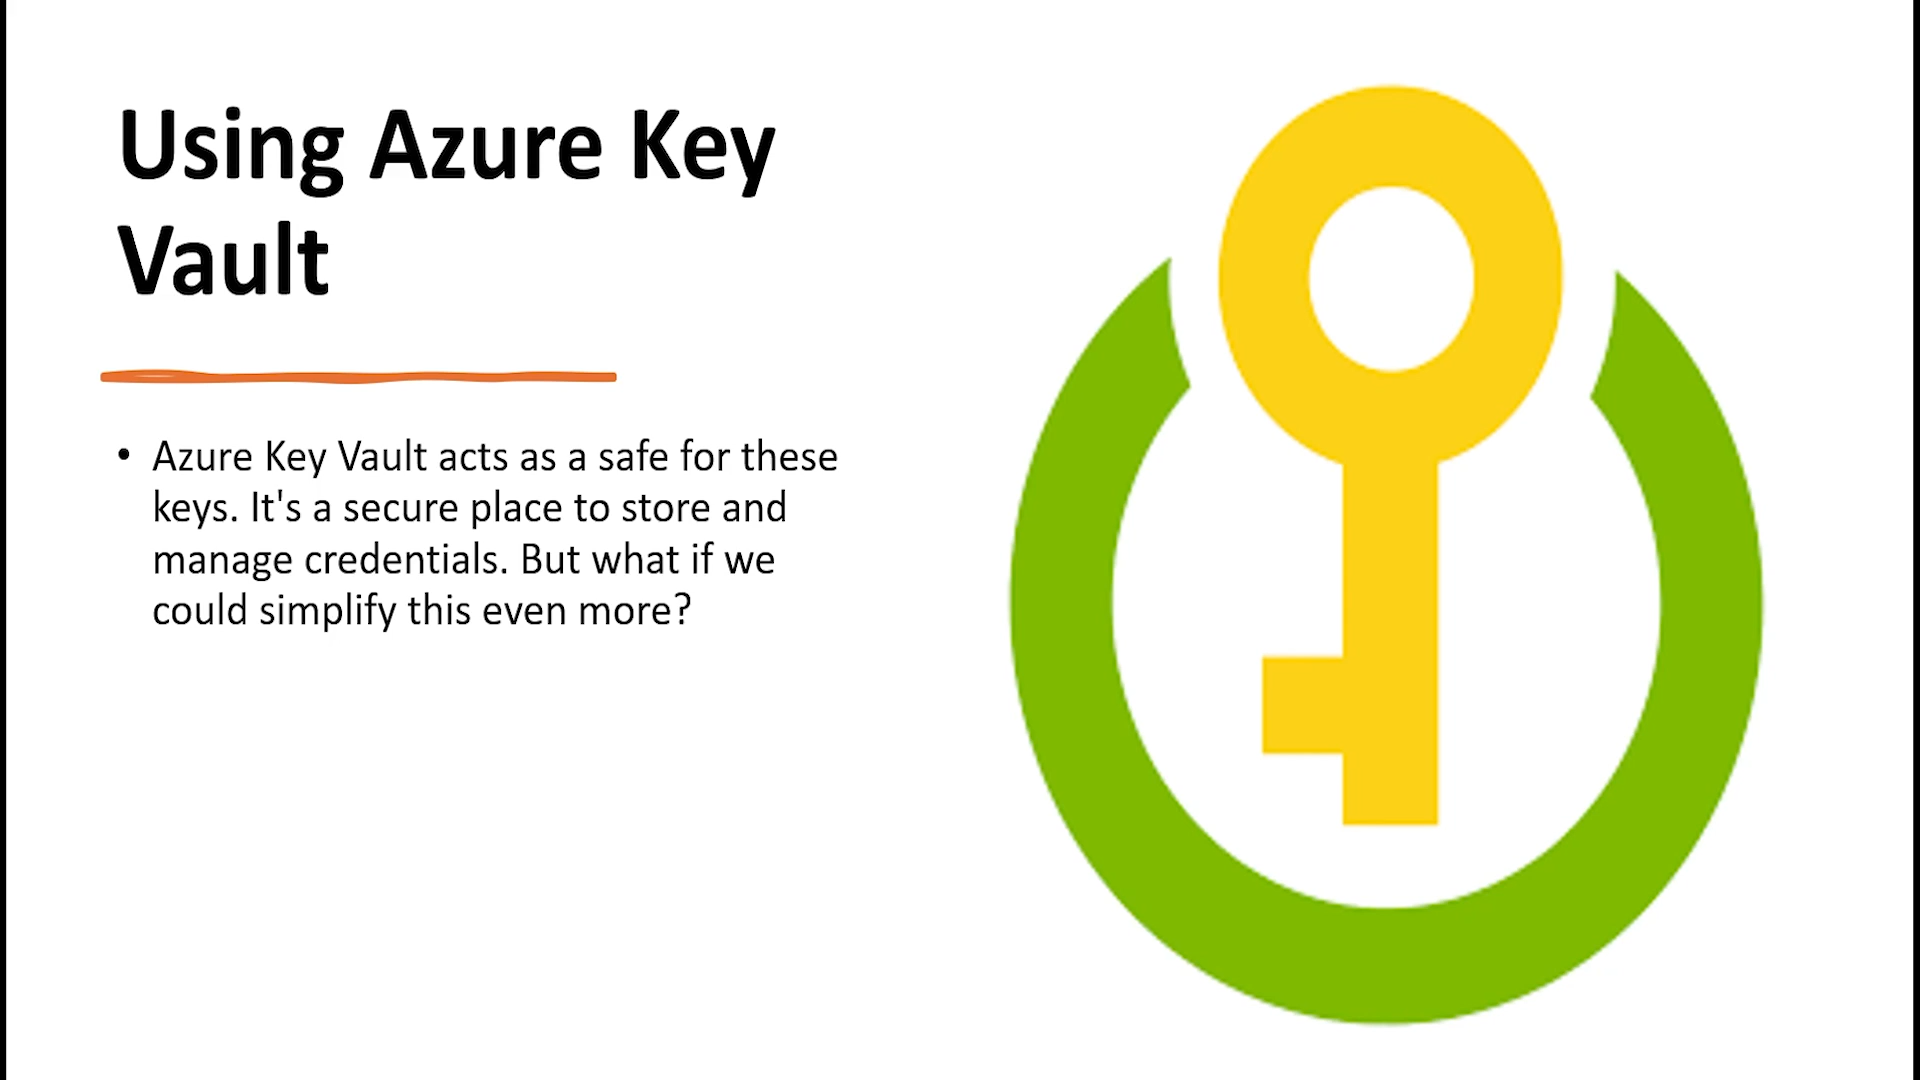 Using Azure Key
Vault
• Azure Key Vault acts as a safe for these
keys. It's a secure place to store and
manage credentials. But what if we
could simplify this even more?